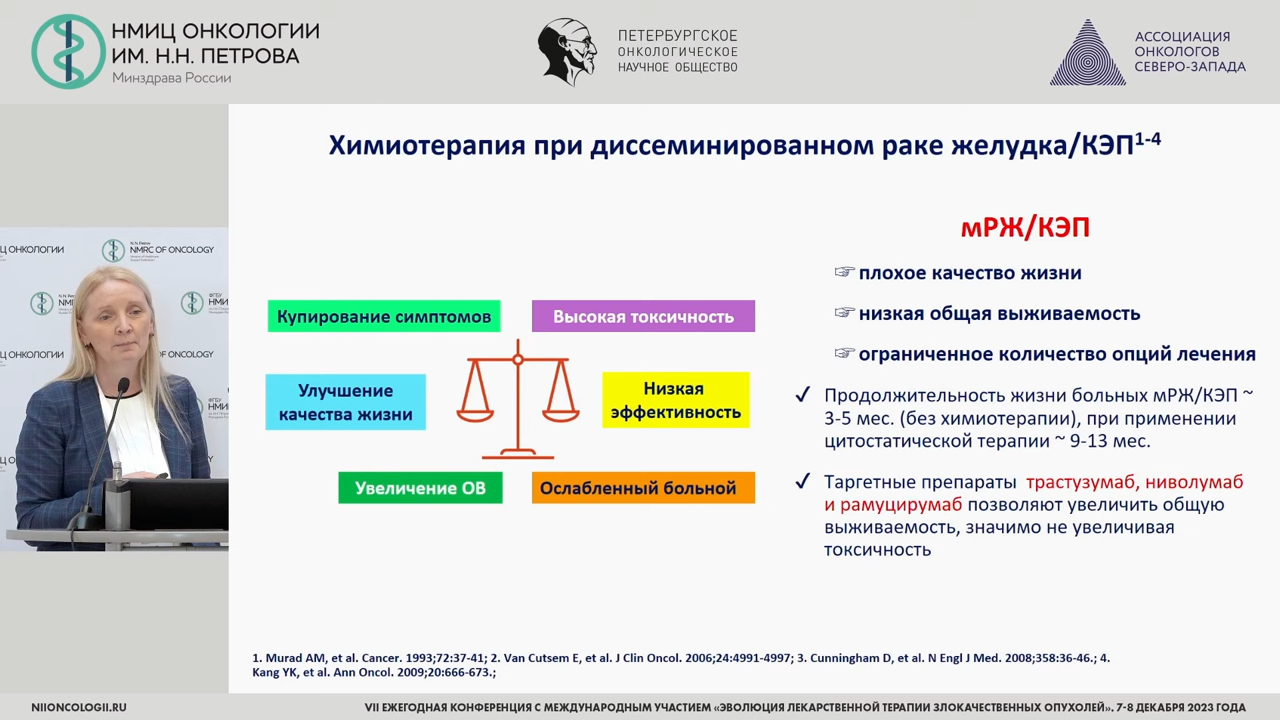 НМИЦ ОНКОЛОГИИ
ИМ. Н.Н. ПЕТРОВА
Минздрава России
ПЕТЕРБУРГСКОЕ
ОНКОЛОГИЧЕСКОЕ
НАУЧНОЕ ОБЩЕСТВО
АССОЦИАЦИЯ
ОНКОЛОГОВ
СЕВЕРО-ЗАПАДА
Химиотерапия при диссеминированном раке желудка/КЭП1-4
мРЖ/КЭП
☞ плохое качество жизни
☞ низкая общая выживаемость
☞ ограниченное количество опций лечения
✓ Продолжительность жизни больных мРЖ/КЭП ~
3-5 мес. (без химиотерапии), при применении
цитостатической терапии ~ 9-13 мес.
✓ Таргетные препараты трастузумаб, ниволумаб
и рамуцирумаб позволяют увеличить общую
выживаемость, значимо не увеличивая
токсичность
Купирование симптомов
Высокая токсичность
Улучшение
качества жизни
Низкая
эффективность
Увеличение ОВ
Ослабленный больной
Ц ОНКОЛОГИИ
N.N. Petrov
NMRC OF ONCOLOGY
1. Murad AM, et al. Cancer. 1993;72:37-41; 2. Van Cutsem E, et al. J Clin Oncol. 2006;24:4991-4997; 3. Cunningham D, et al. N Engl J Med. 2008;358:36-46.; 4.
Kang YK, et al. Ann Oncol. 2009;20:666-673.;
NIIONCOLOGII.RU
VII ЕЖЕГОДНАЯ КОНФЕРЕНЦИЯ С МЕЖДУНАРОДНЫМ УЧАСТИЕМ «ЭВОЛЮЦИЯ ЛЕКАРСТВЕННОЙ ТЕРАПИИ ЗЛОКАЧЕСТВЕННЫХ ОПУХОЛЕЙ». 7-8 ДЕКАБРЯ 2023 ГОДА